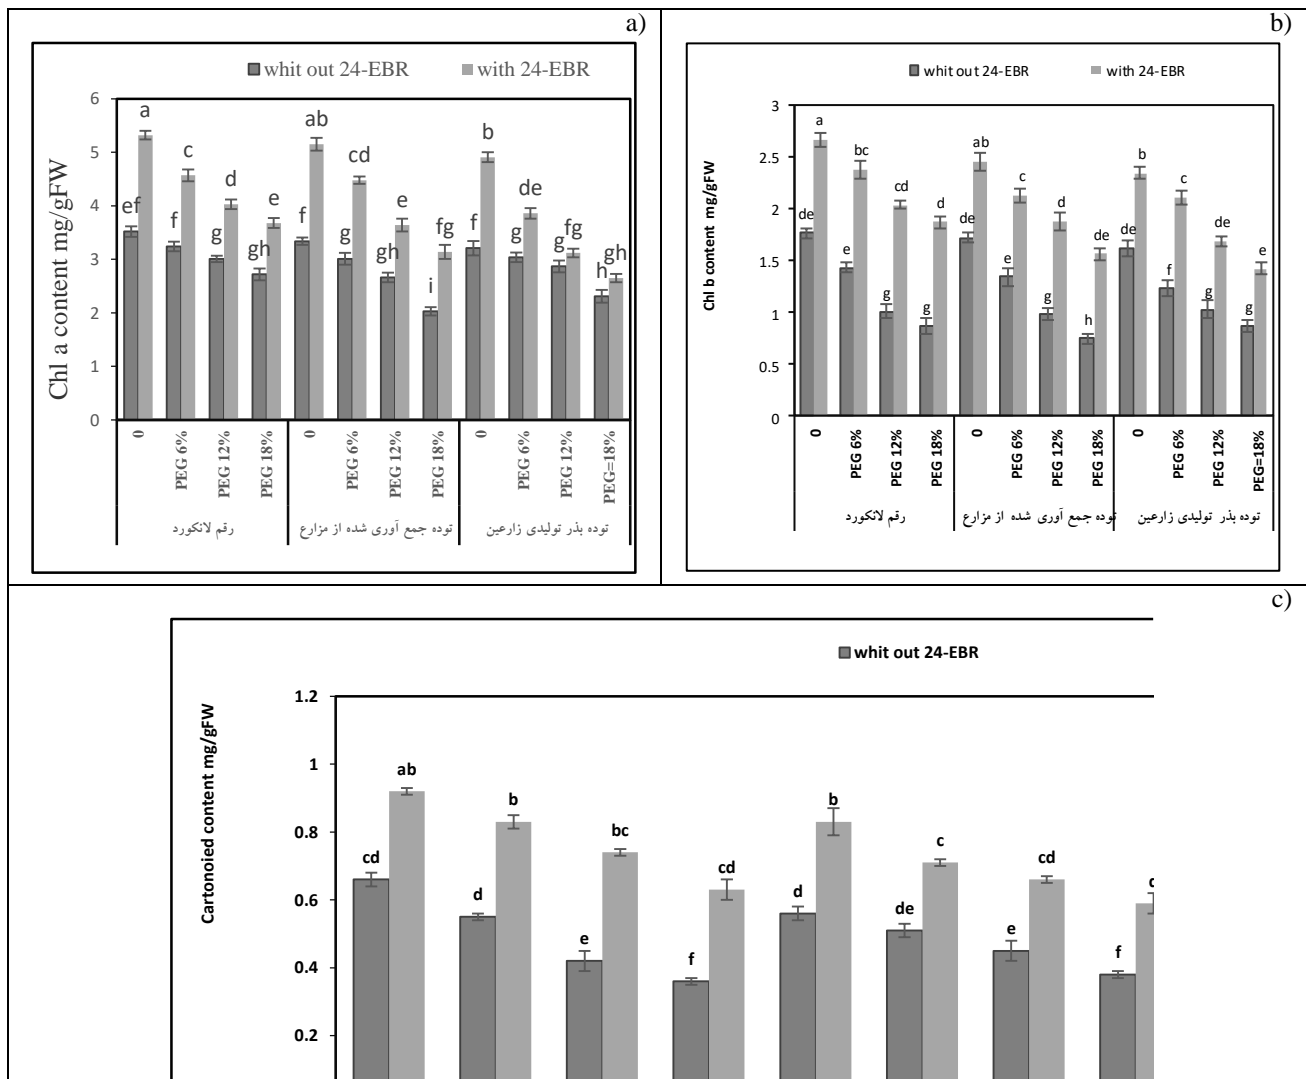 a)
whit out 24-EBR with 24-EBR
Chl a content mg/gFW
6
5
4
3
2
1
0
a
ab
b
c
cd
d
de
e
e
ef
f
f
f
fg
fg
g
g
g
g
gh
gh
gh
h
i
0 PEG 6% PEG 12% PEG 18% 0 PEG 6% PEG 12% PEG 18% 0 PEG 6% PEG 12% PEG=18%
رقم لانکورد
توده جمع آوری شده از مزارع
توده بذر تولیدی زارعین
b)
whit out 24-EBR with 24-EBR
Chl b content mg/gFW
3
2.5
2
1.5
1
0.5
0
de a e bc g cd g d
de ab e c g d h de
de b f c g de g e
0 PEG 6% PEG 12% PEG 18% 0 PEG 6% PEG 12% PEG 18% 0 PEG 6% PEG 12% PEG=18%
رقم لانکورد
توده جمع آوری شده از مزارع
توده بذر تولیدی زارعین
c)
whit out 24-EBR
Cartonoied content mg/gFW
1.2
1
0.8
0.6
0.4
0.2
cd ab d b e bc f cd d b de c e cd f